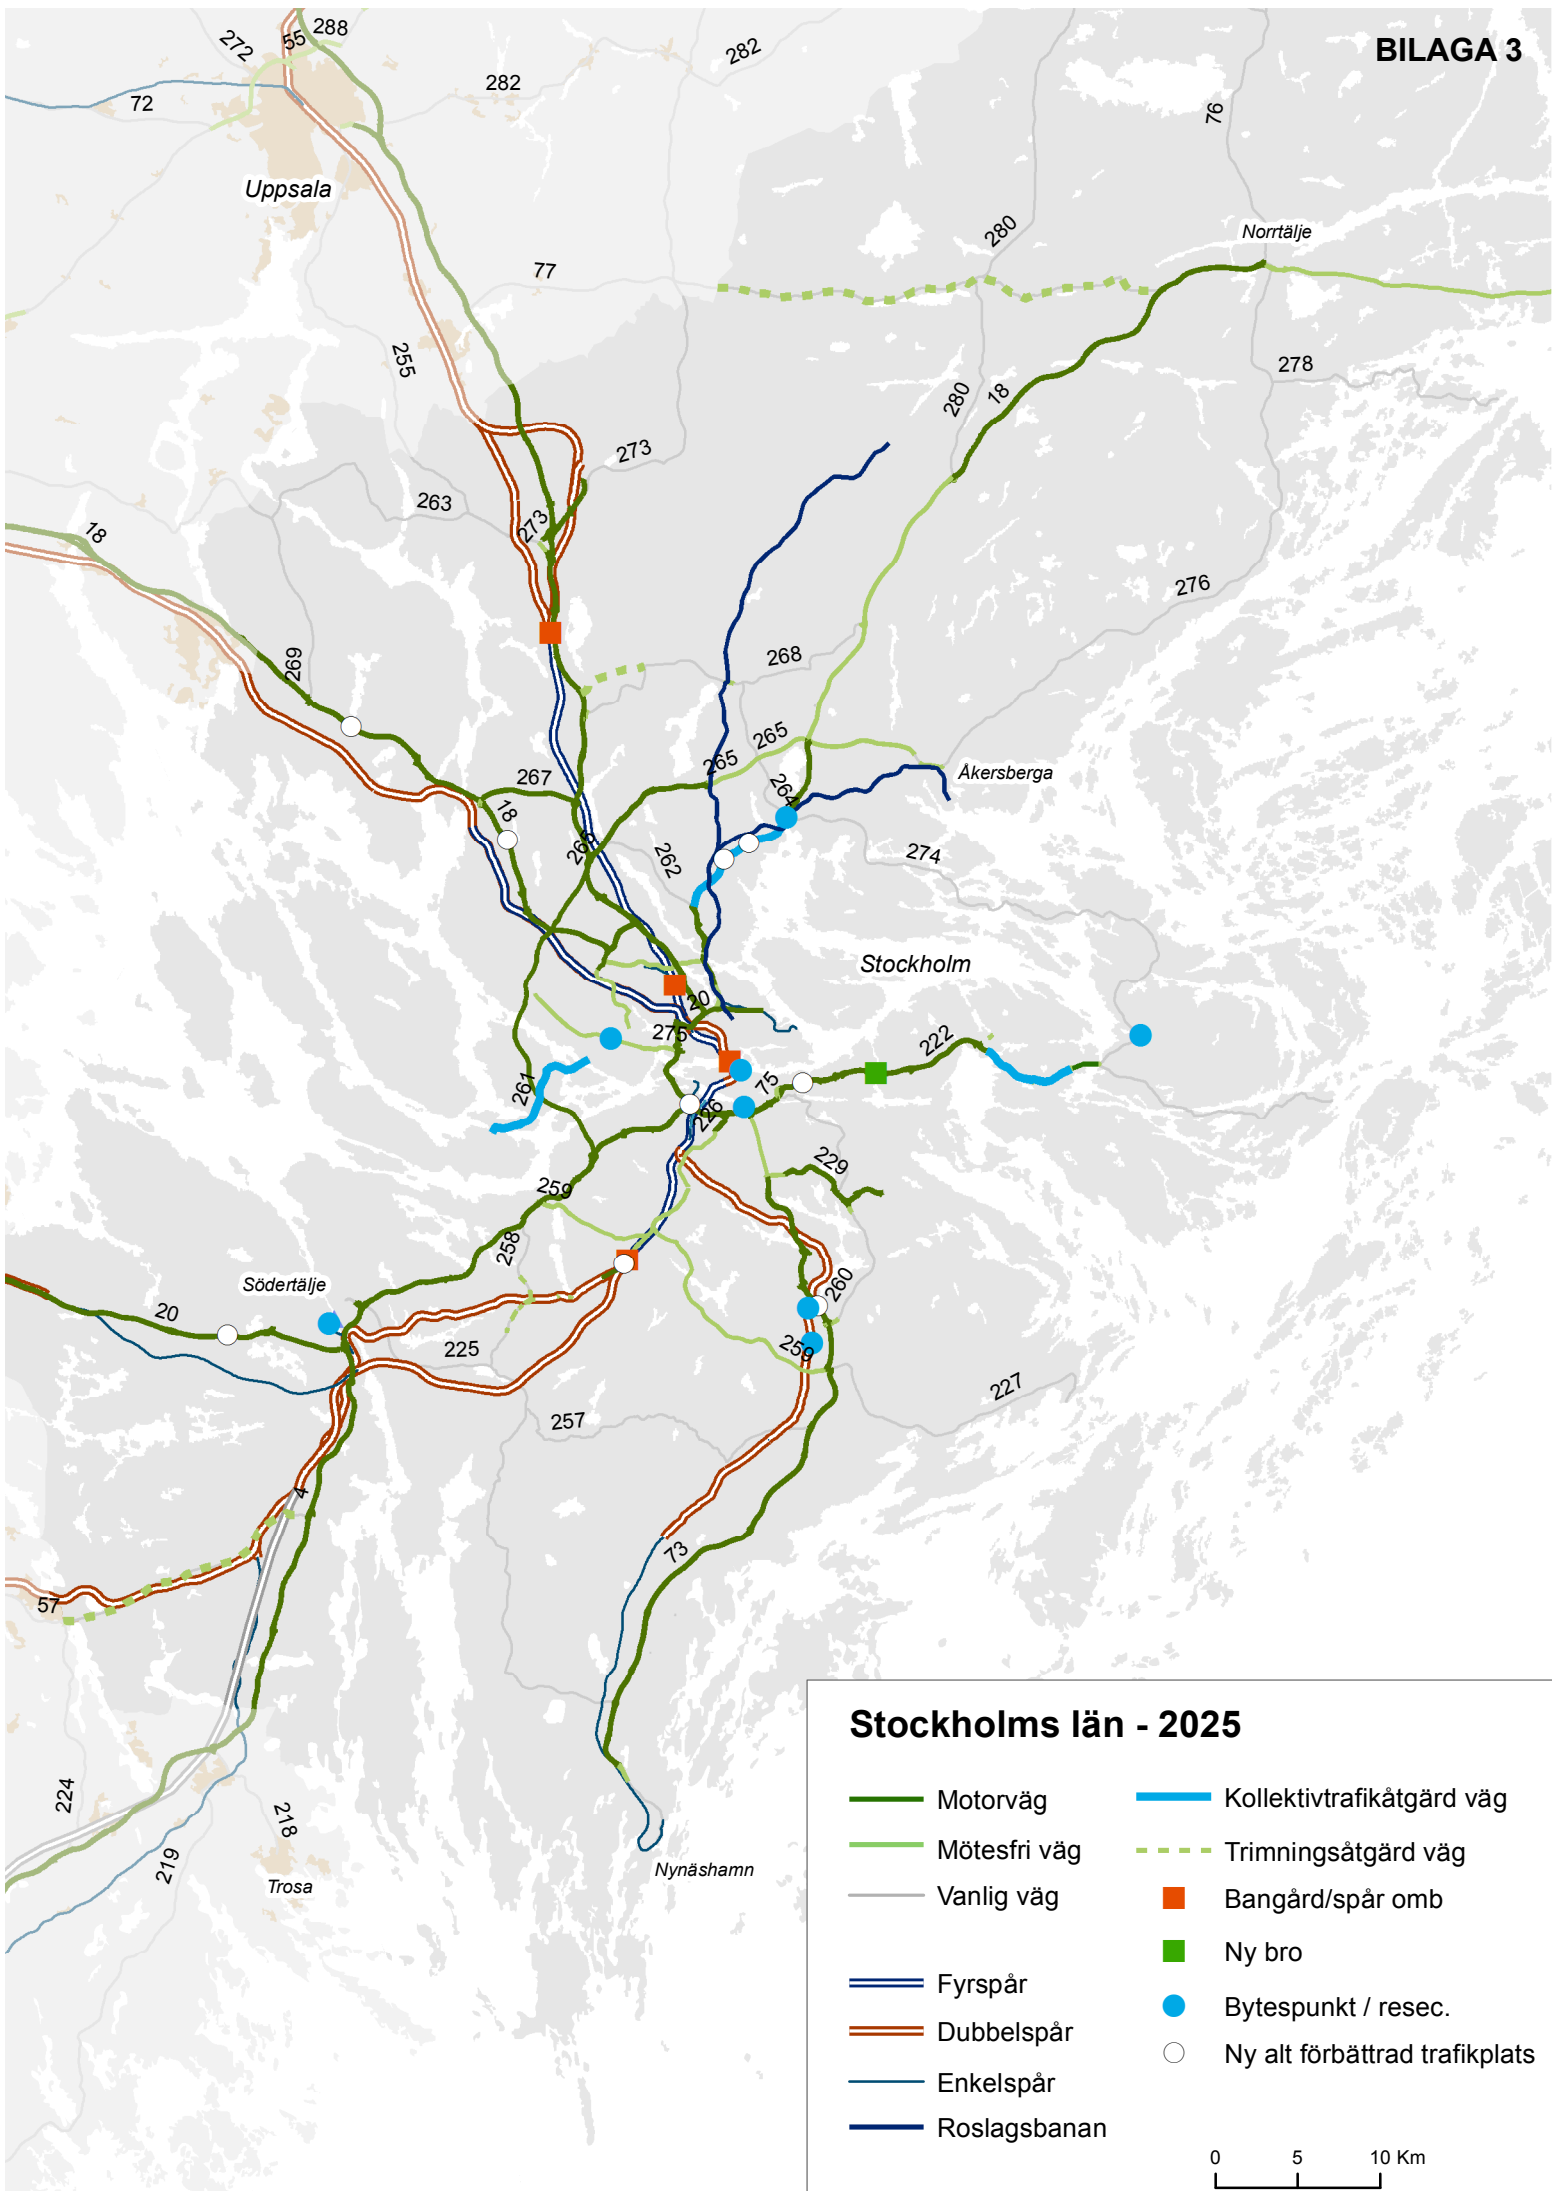 BILAGA 3
288
55
272
282
282
72
76
Uppsala
280
Norrtälje
77
255
278
280
18
273
263
273
18
276
269
268
265
265
267
264
Åkersberga
18
265
262
274
Stockholm
20
275
222
75
261
226
229
259
258
260
Södertälje
20
225
259
227
257
4
73
57
224
218
219
Trosa
Nynäshamn
Stockholms län - 2025
Motorväg
Mötesfri väg
Vanlig väg
Fyrspår
Dubbelspår
Enkelspår
Roslagsbanan
Kollektivtrafikåtgärd väg
Trimningsåtgärd väg
Bangård/spår omb
Ny bro
Bytespunkt / resec.
Ny alt förbättrad trafikplats
0 5 10 Km